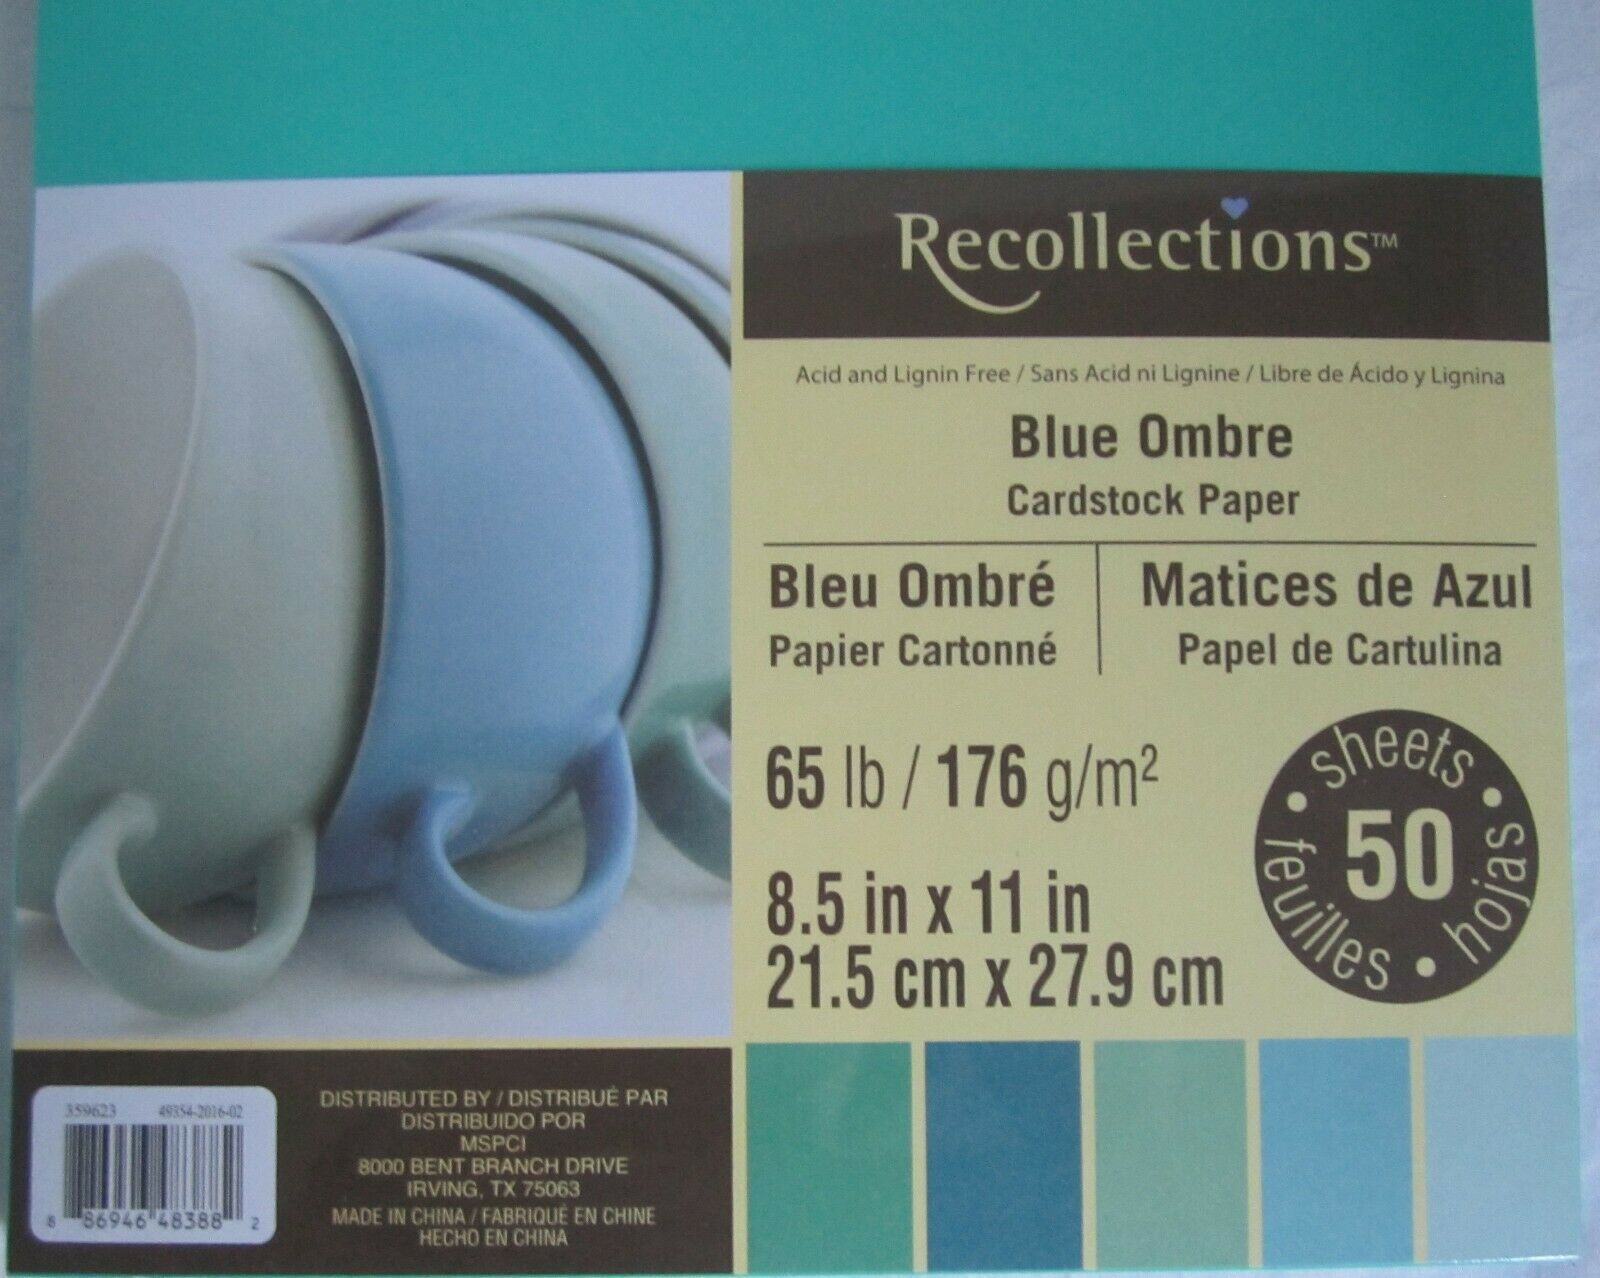 Recollections™
Acid and Lignin Free / Sans Acid ni Lignine / Libre de Ácido y Lignina
Blue Ombre
Cardstock Paper
Bleu Ombré
Papier Cartonné
Matices de Azul
Papel de Cartulina
65 lb / 176 g/m²
8.5 in x 11 in
21.5 cm x 27.9 cm
sheets
50
feuilles
hojas
359623 49354-2016-02
8 86946 48388 2
DISTRIBUTED BY / DISTRIBUÉ PAR
DISTRIBUIDO POR
MSPCI
8000 BENT BRANCH DRIVE
IRVING, TX 75063
MADE IN CHINA / FABRIQUÉ EN CHINE
HECHO EN CHINA